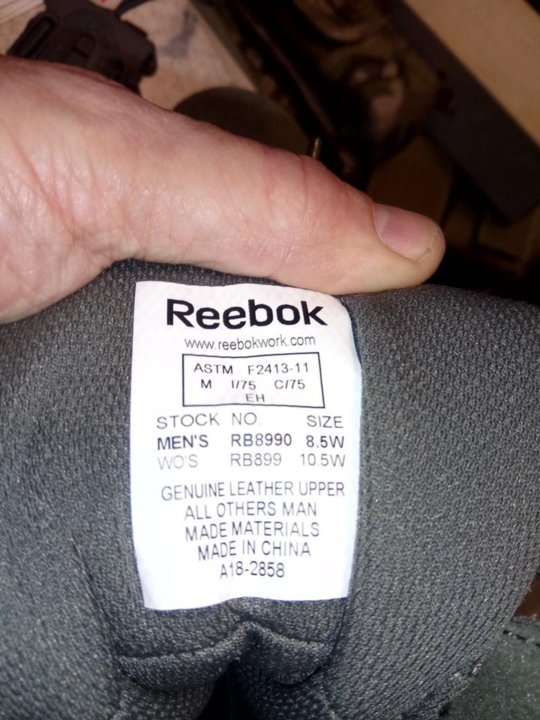 Reebok
www.reebokwork.com
ASTM F2413-11
M I/75 C/75
EH
STOCK NO. SIZE
MEN'S RB8990 8.5W
WO'S RB899 10.5W
GENUINE LEATHER UPPER
ALL OTHERS MAN
MADE MATERIALS
MADE IN CHINA
A18-2858